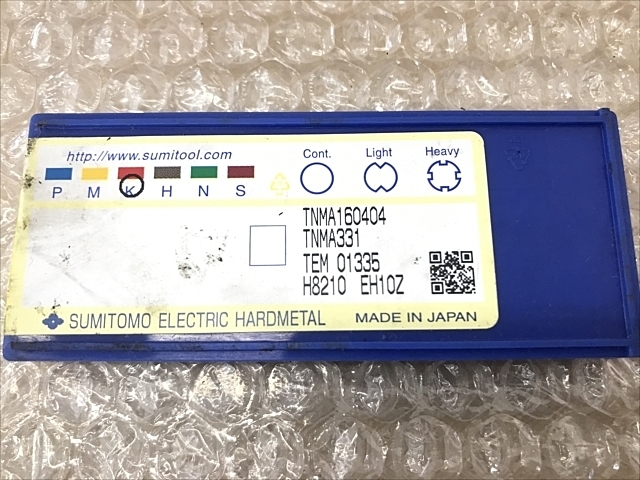 http://www.sumitool.com
P M K H N S
Cont. Light Heavy
TNMA160404
TNMA331
TEM 01335
H8210 EH10Z
SUMITOMO ELECTRIC HARDMETAL MADE IN JAPAN